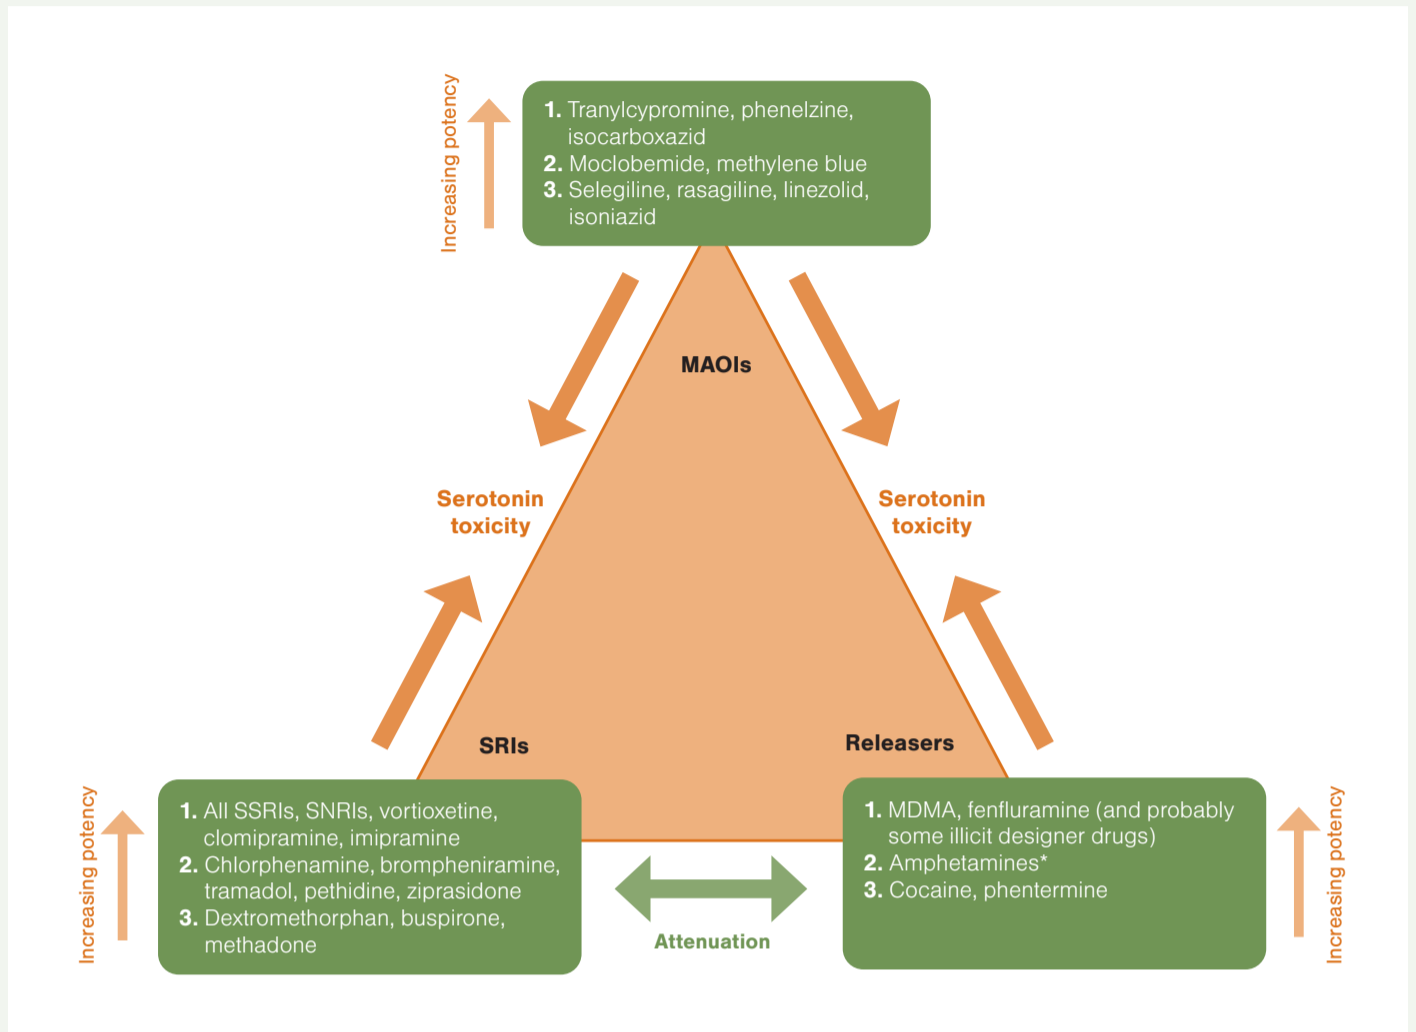 Increasing potency
1. Tranylcypromine, phenelzine,
isocarboxazid
2. Moclobemide, methylene blue
3. Selegiline, rasagiline, linezolid,
isoniazid
MAOIs
Serotonin
toxicity
Serotonin
toxicity
SRIs
Releasers
Increasing potency
1. All SSRIs, SNRIs, vortioxetine,
clomipramine, imipramine
2. Chlorphenamine, brompheniramine,
tramadol, pethidine, ziprasidone
3. Dextromethorphan, buspirone,
methadone
Attenuation
1. MDMA, fenfluramine (and probably
some illicit designer drugs)
2. Amphetamines*
3. Cocaine, phentermine
Increasing potency